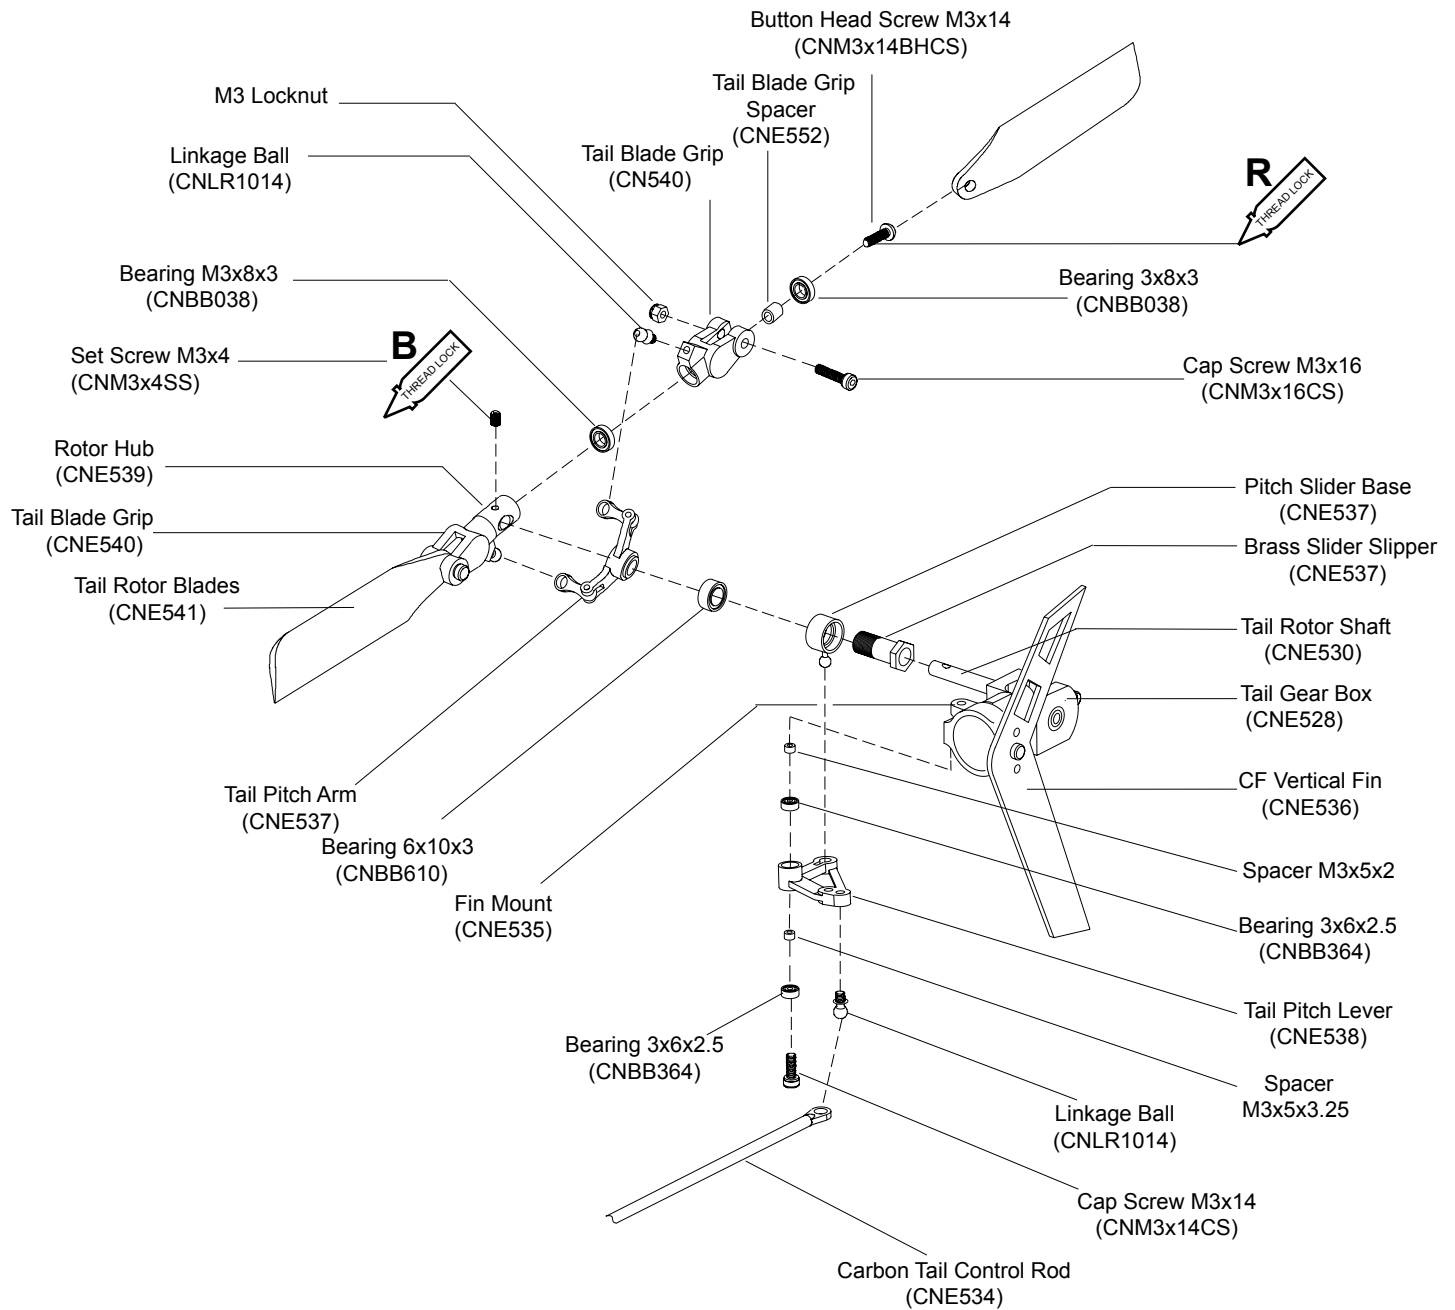 Button Head Screw M3x14
(CNM3x14BHCS)
Tail Blade Grip
Spacer
(CNE552)
M3 Locknut
Linkage Ball
(CNLR1014)
Tail Blade Grip
(CN540)
R
THREAD LOCK
Bearing M3x8x3
(CNBB038)
Bearing 3x8x3
(CNBB038)
Set Screw M3x4
(CNM3x4SS)
B
THREAD LOCK
Cap Screw M3x16
(CNM3x16CS)
Rotor Hub
(CNE539)
Tail Blade Grip
(CNE540)
Tail Rotor Blades
(CNE541)
Pitch Slider Base
(CNE537)
Brass Slider Slipper
(CNE537)
Tail Rotor Shaft
(CNE530)
Tail Gear Box
(CNE528)
CF Vertical Fin
(CNE536)
Tail Pitch Arm
(CNE537)
Bearing 6x10x3
(CNBB610)
Fin Mount
(CNE535)
Spacer M3x5x2
Bearing 3x6x2.5
(CNBB364)
Tail Pitch Lever
(CNE538)
Bearing 3x6x2.5
(CNBB364)
Spacer
M3x5x3.25
Linkage Ball
(CNLR1014)
Cap Screw M3x14
(CNM3x14CS)
Carbon Tail Control Rod
(CNE534)